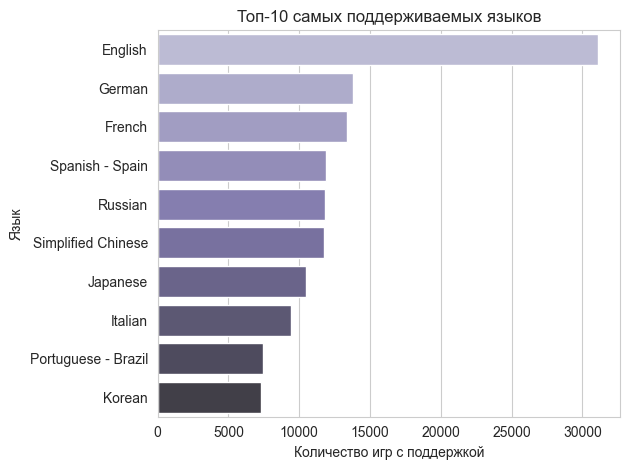 Топ-10 самых поддерживаемых языков
Язык
English
German
French
Spanish - Spain
Russian
Simplified Chinese
Japanese
Italian
Portuguese - Brazil
Korean
0 5000 10000 15000 20000 25000 30000
Количество игр с поддержкой